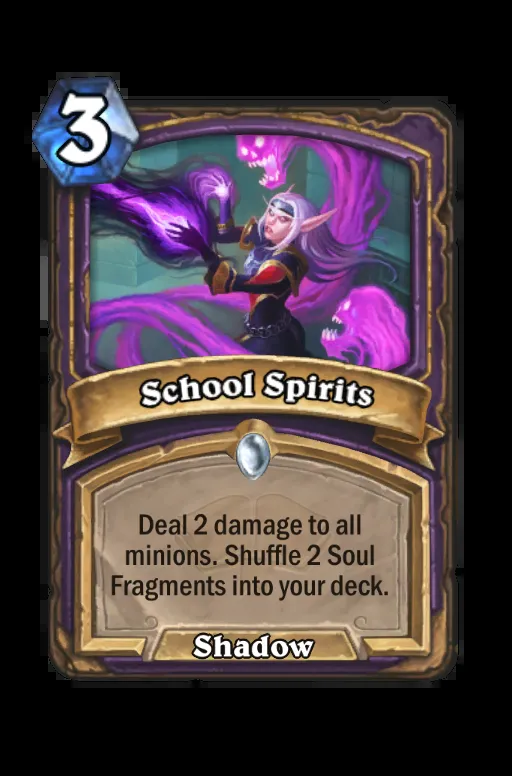 3
School Spirits
Deal 2 damage to all
minions. Shuffle 2 Soul
Fragments into your deck.
Shadow